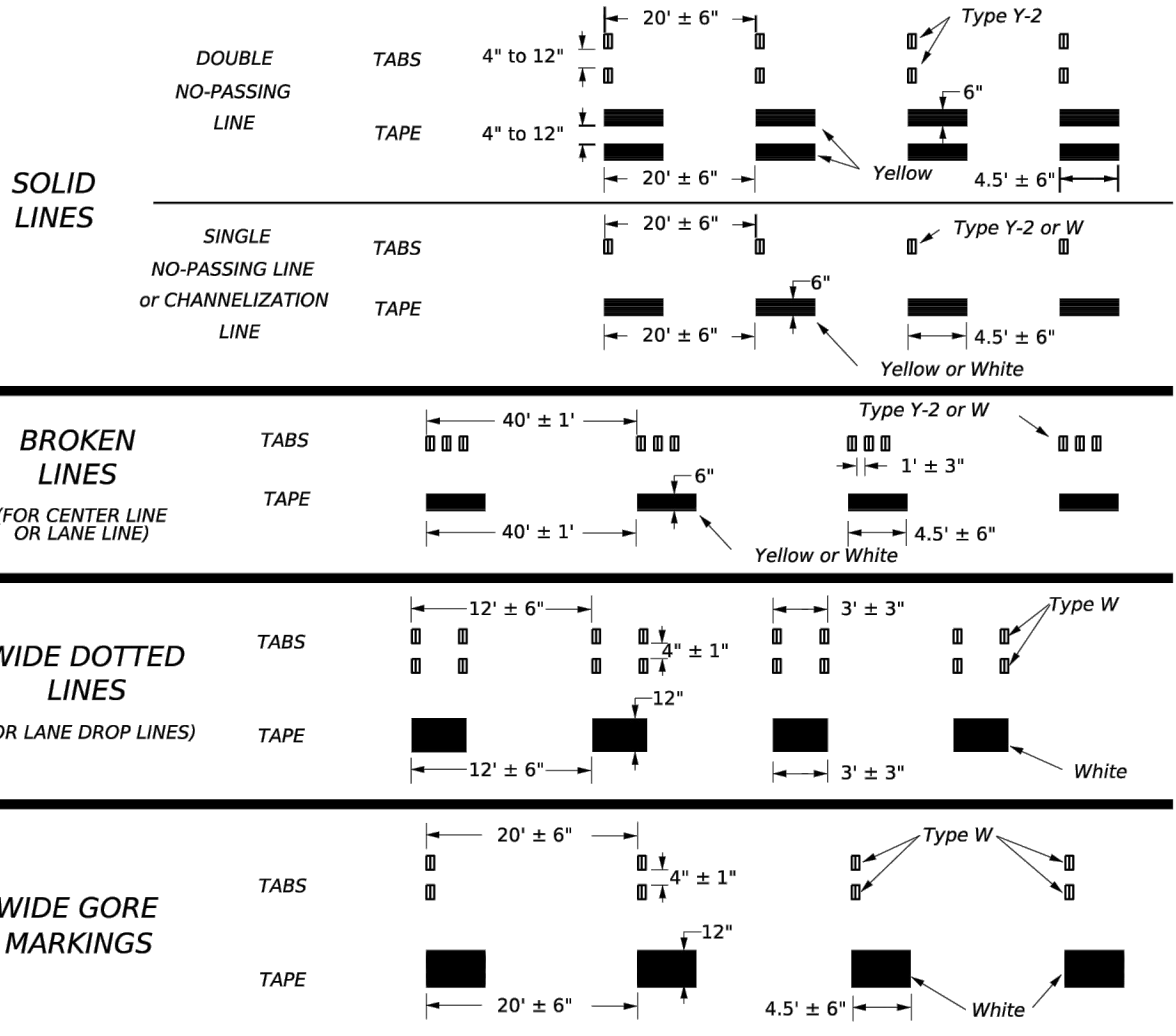 SOLID
LINES
DOUBLE
NO-PASSING
LINE
TABS
TAPE
20' ± 6"
4" to 12"
Type Y-2
4" to 12"
6"
Yellow
20' ± 6"
4.5' ± 6"
SINGLE
NO-PASSING LINE
or CHANNELIZATION
LINE
TABS
TAPE
20' ± 6"
Type Y-2 or W
6"
20' ± 6"
4.5' ± 6"
Yellow or White
BROKEN
LINES
(FOR CENTER LINE
OR LANE LINE)
TABS
TAPE
40' ± 1'
Type Y-2 or W
1' ± 3"
6"
40' ± 1'
4.5' ± 6"
Yellow or White
WIDE DOTTED
LINES
OR LANE DROP LINES)
TABS
TAPE
12' ± 6"
3' ± 3"
Type W
4" ± 1"
12"
12' ± 6"
3' ± 3"
White
WIDE GORE
MARKINGS
TABS
TAPE
20' ± 6"
Type W
4" ± 1"
12"
20' ± 6"
4.5' ± 6"
White